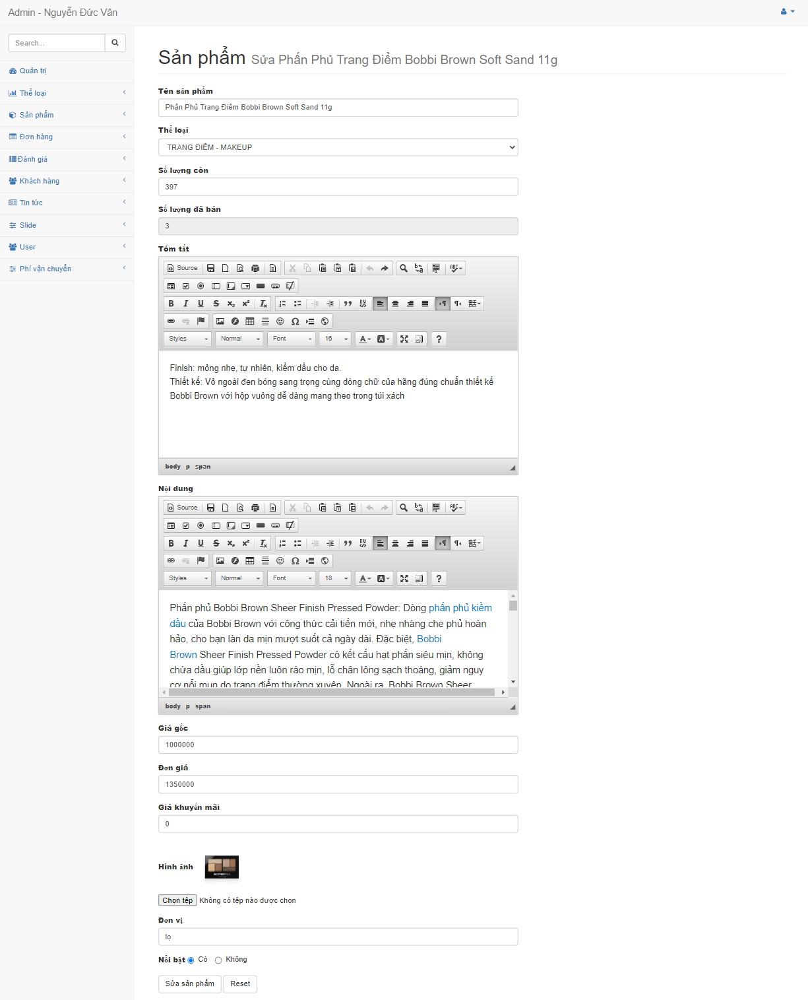 Admin - Nguyễn Đức Vân
Search...
Quản trị
Thể loại
Sản phẩm
Đơn hàng
Đánh giá
Khách hàng
Tin tức
Slide
User
Phí vận chuyển
Sản phẩm Sửa Phấn Phủ Trang Điểm Bobbi Brown Soft Sand 11g
Tên sản phẩm
Phấn Phủ Trang Điểm Bobbi Brown Soft Sand 11g
Thể loại
TRANG ĐIỂM - MAKEUP
Số lượng còn
397
Số lượng đã bán
3
Tóm tắt
Source
Styles Normal Font 16
Finish: mỏng nhẹ, tự nhiên, kiềm dầu cho da.
Thiết kế: Vỏ ngoài đen bóng sang trọng cùng dòng chữ của hãng đúng chuẩn thiết kế
Bobbi Brown với hộp vuông dễ dàng mang theo trong túi xách
body p span
Nội dung
Source
Styles Normal Font 18
Phấn phủ Bobbi Brown Sheer Finish Pressed Powder: Dòng phấn phủ kiềm
dầu của Bobbi Brown với công thức cải tiến mới, nhẹ nhàng che phủ hoàn
hảo, cho bạn làn da mịn mượt suốt cả ngày dài. Đặc biệt, Bobbi
Brown Sheer Finish Pressed Powder có kết cấu hạt phấn siêu mịn, không
chứa dầu giúp lớp nền luôn ráo mịn, lỗ chân lông sạch thoáng, giảm nguy
cơ nổi mụn do trang điểm thường xuyên. Ngoài ra, Bobbi Brown Sheer
body p span
Giá gốc
1000000
Đơn giá
1350000
Giá khuyến mãi
0
Hình ảnh
Chọn tệp Không có tệp nào được chọn
Đơn vị
lọ
Nổi bật Có Không
Sửa sản phẩm Reset